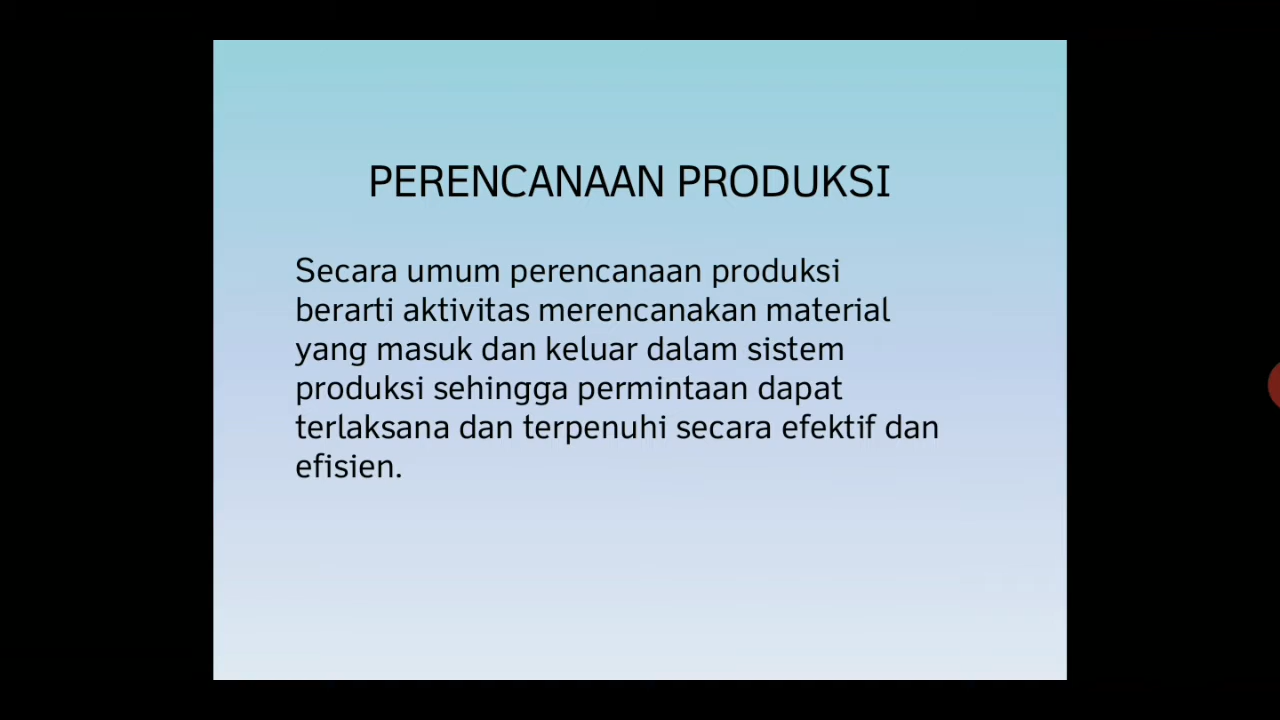 PERENCANAAN PRODUKSI
Secara umum perencanaan produksi
berarti aktivitas merencanakan material
yang masuk dan keluar dalam sistem
produksi sehingga permintaan dapat
terlaksana dan terpenuhi secara efektif dan
efisien.